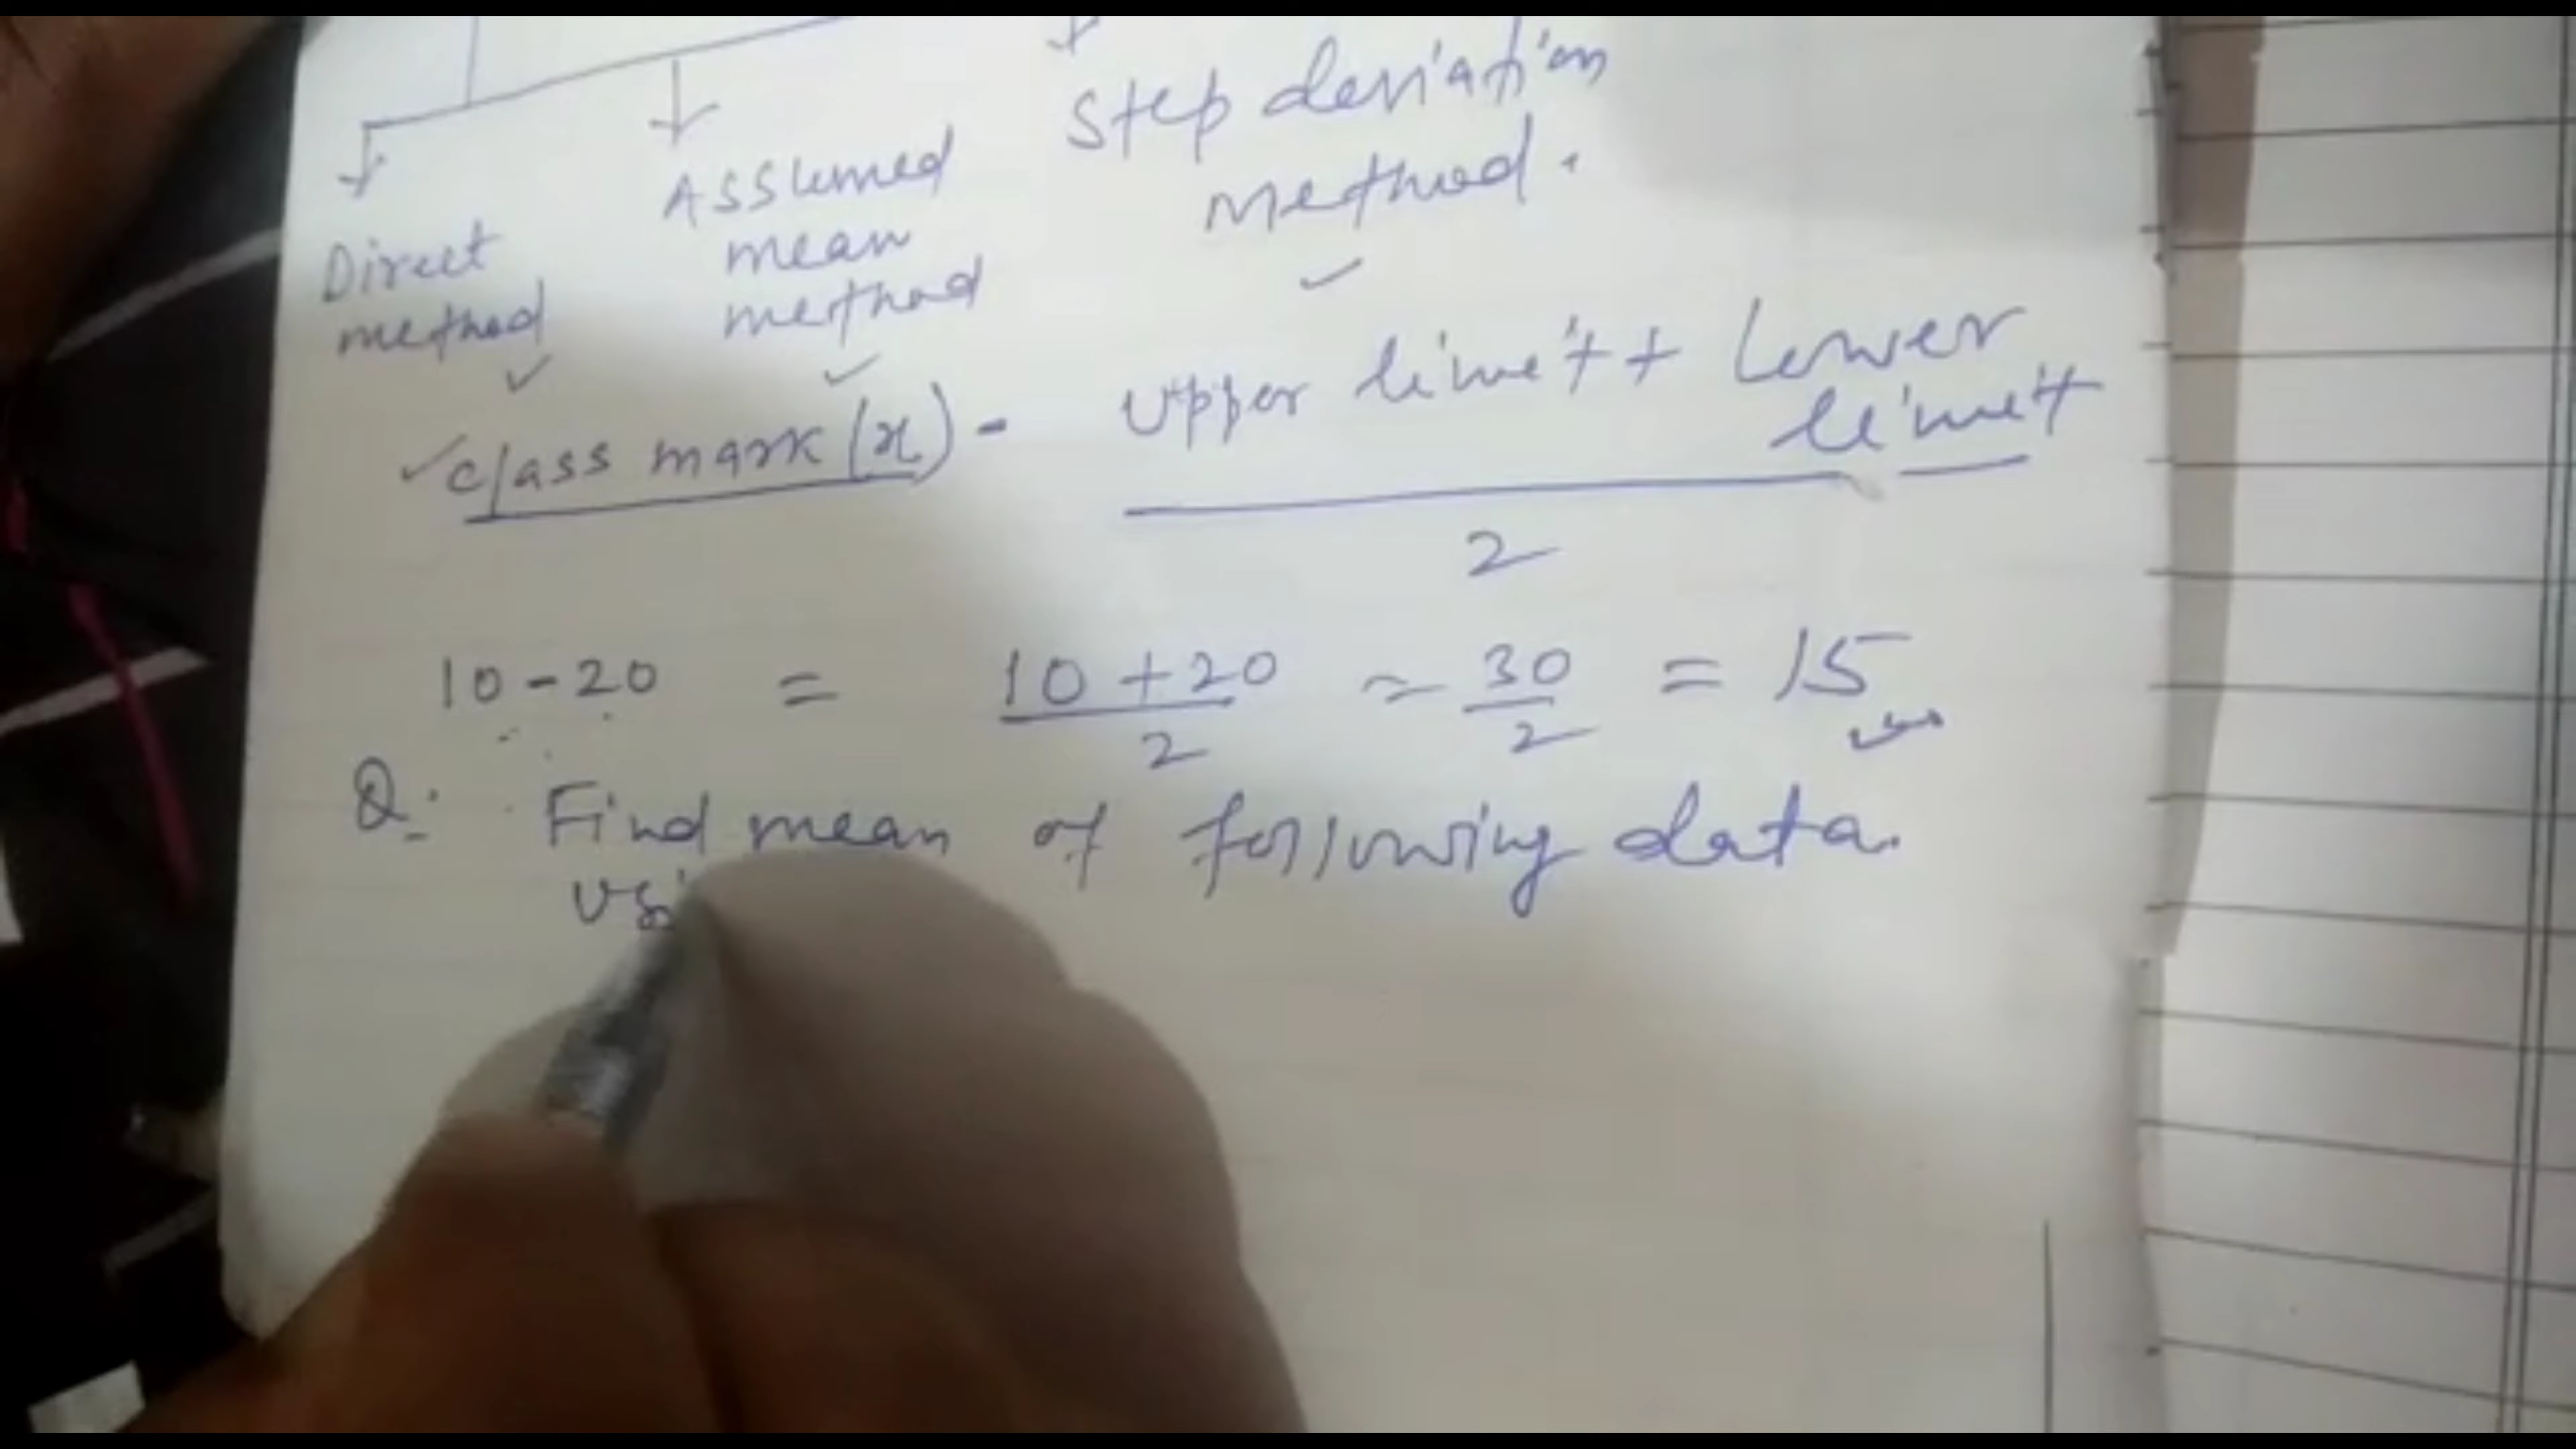 Step deviation
Method.
Assumed
mean
method
Direct
method
class mark (x) - Upper limit + Lower
limit
2
10-20 = 10+20 = 30 = 15
2 2
Q. Find mean of following data.
usi